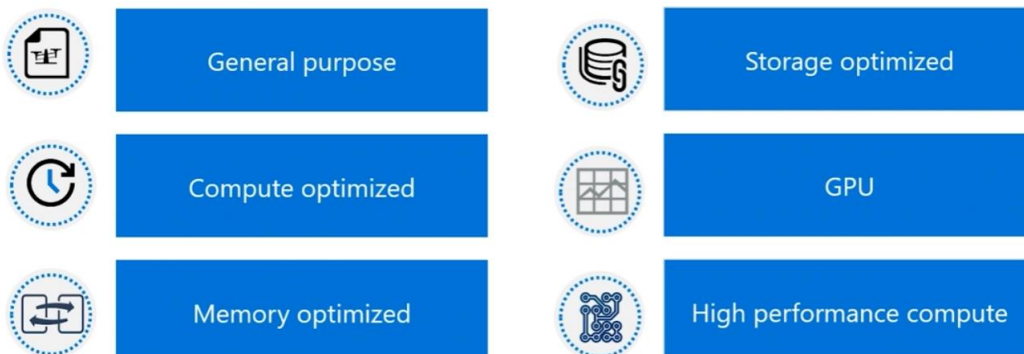 General purpose
Compute optimized
Memory optimized
Storage optimized
GPU
High performance compute